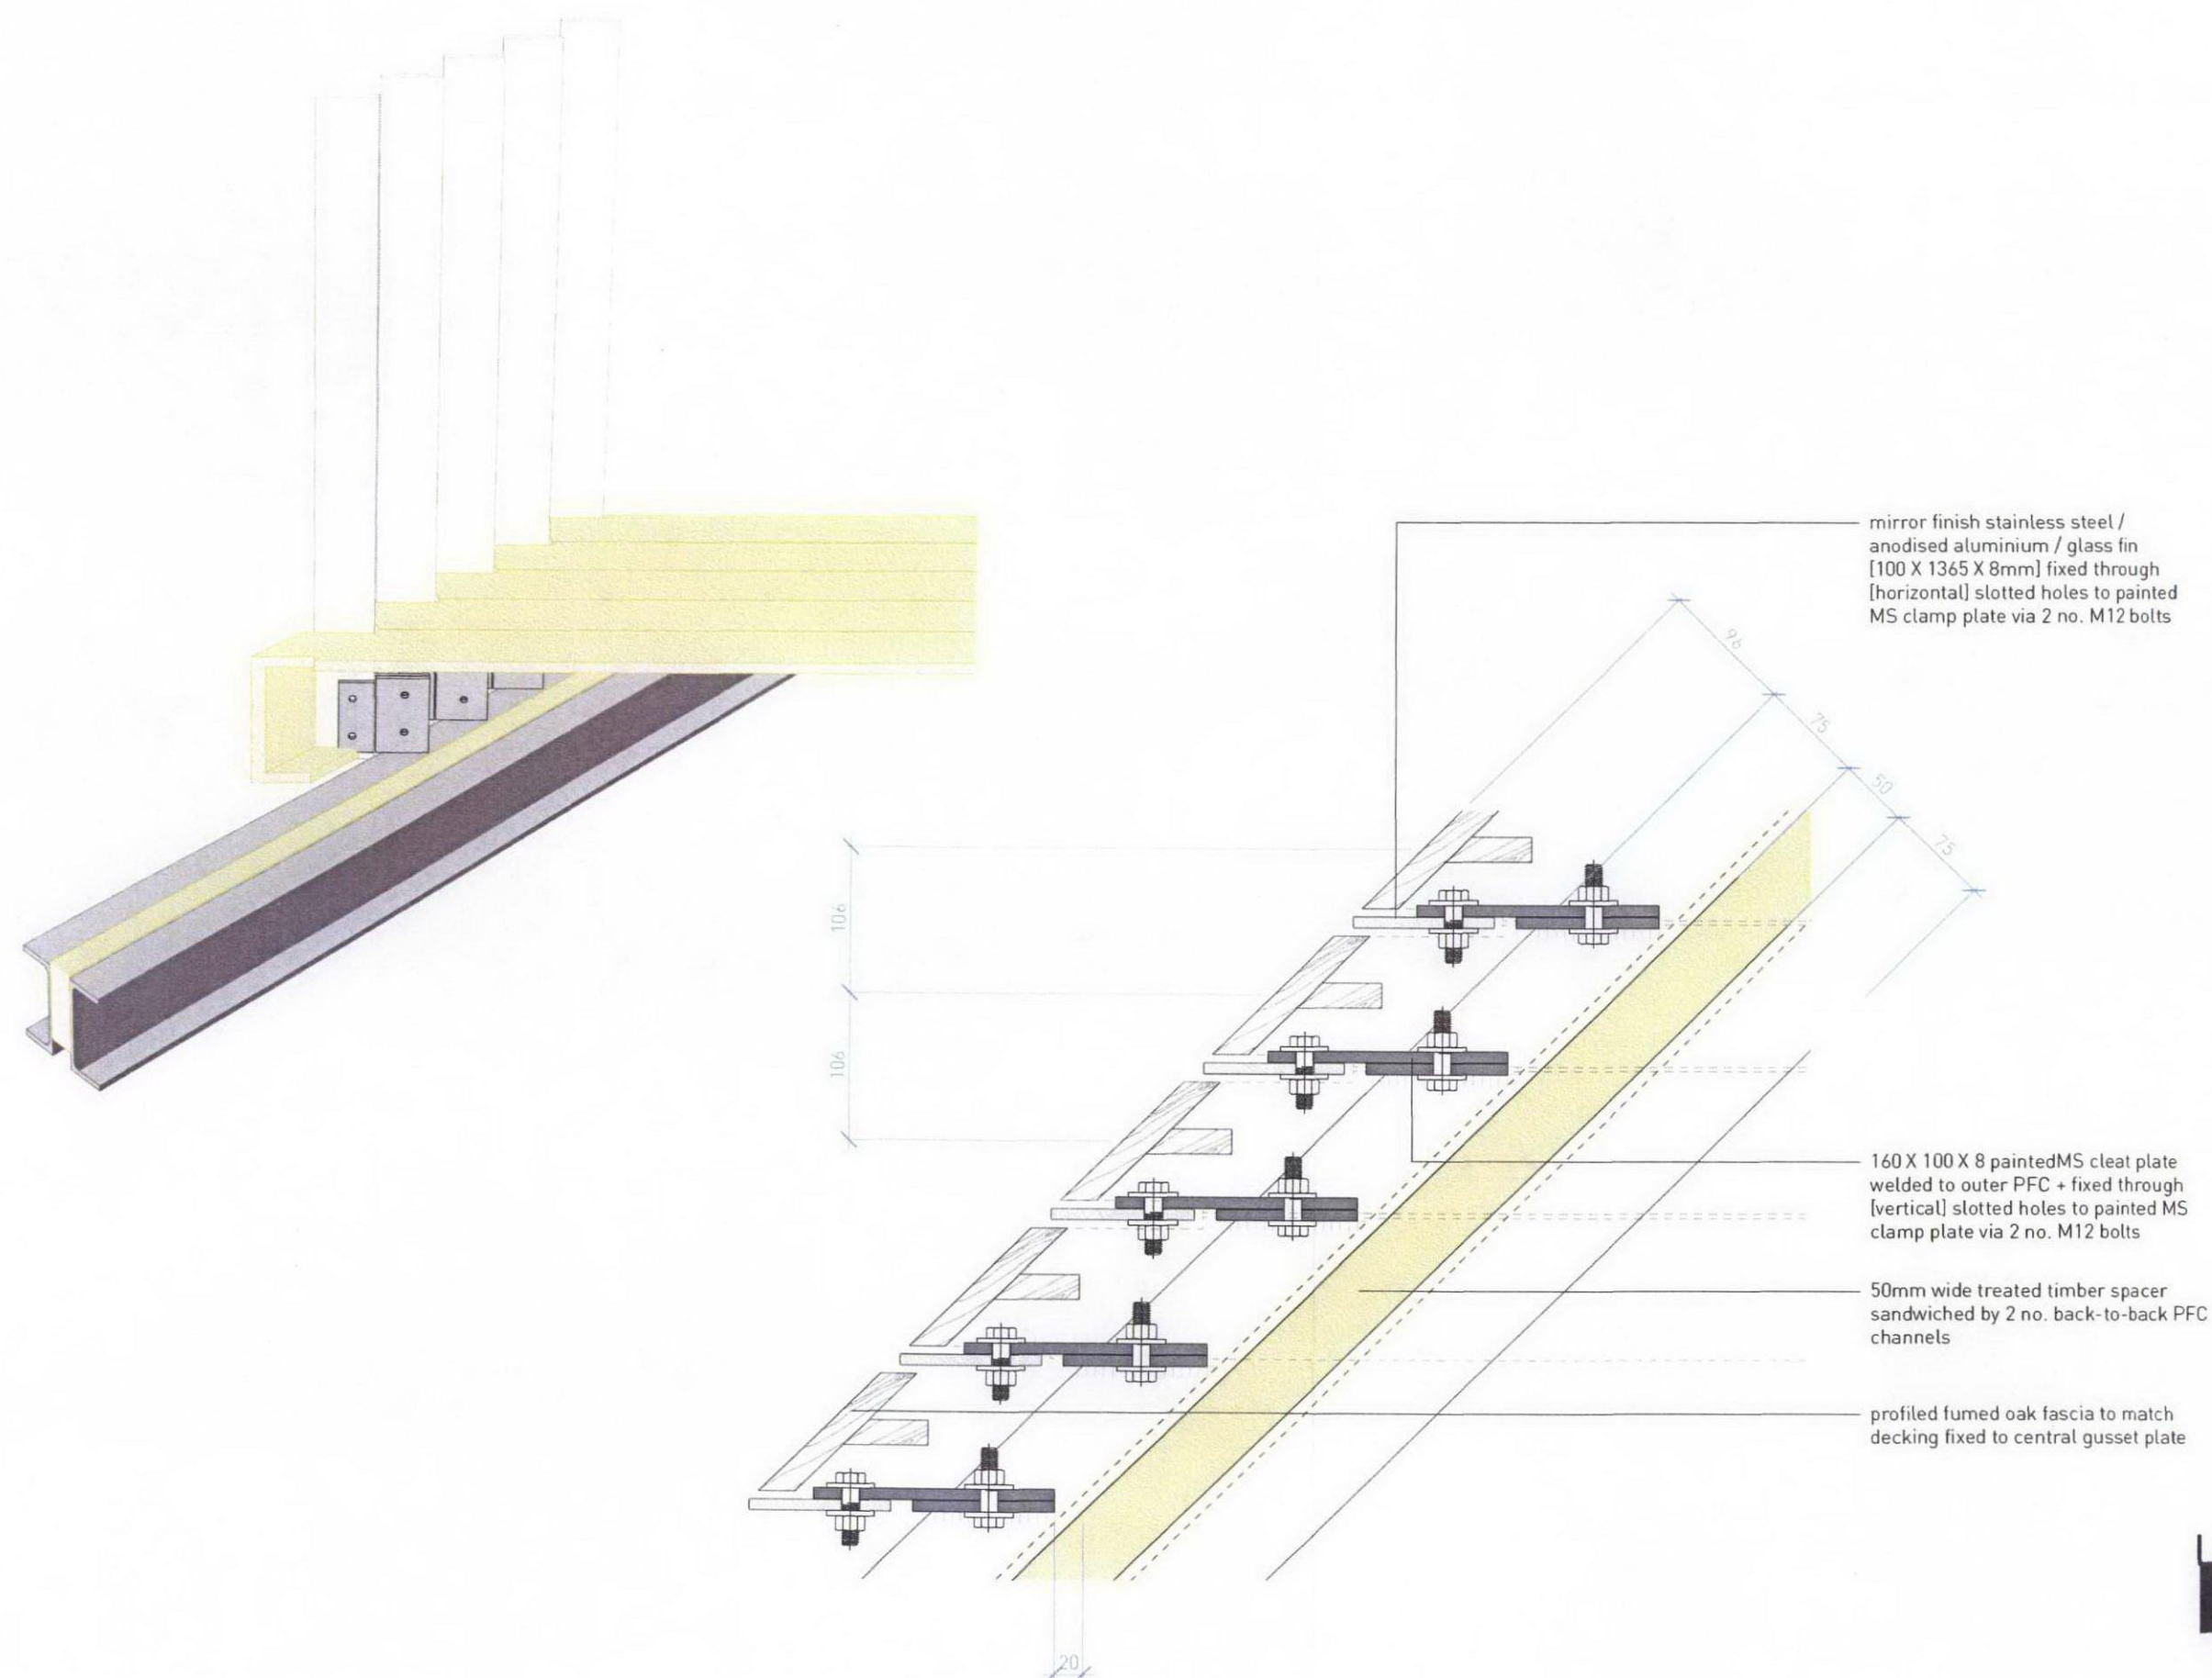 mirror finish stainless steel /
anodised aluminium / glass fin
[100 X 1365 X 8mm] fixed through
[horizontal] slotted holes to painted
MS clamp plate via 2 no. M12 bolts
96
75
50
75
106
106
160 X 100 X 8 paintedMS cleat plate
welded to outer PFC + fixed through
[vertical] slotted holes to painted MS
clamp plate via 2 no. M12 bolts
50mm wide treated timber spacer
sandwiched by 2 no. back-to-back PFC
channels
profiled fumed oak fascia to match
decking fixed to central gusset plate
20